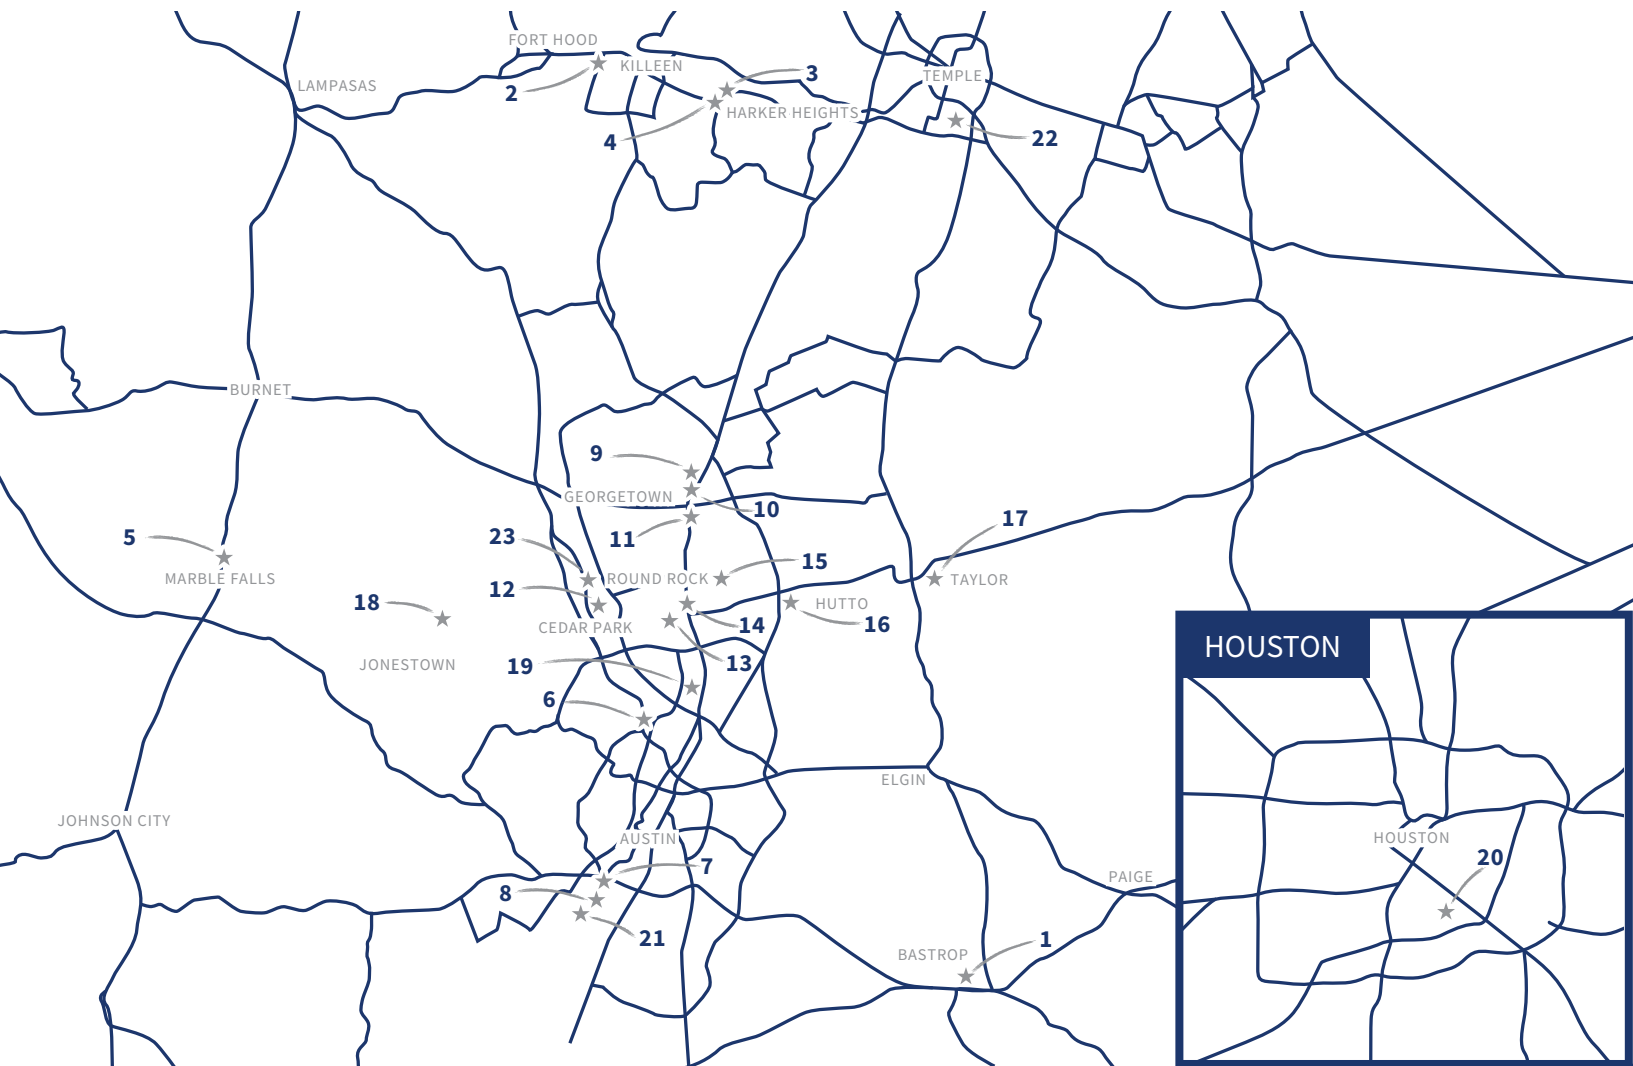 FORT HOOD
KILLEEN
3
TEMPLE
LAMPASAS
2
HARKER HEIGHTS
4
22
BURNET
9
GEORGETOWN
10
17
5
23
11
15
MARBLE FALLS
ROUND ROCK
TAYLOR
12
18
HUTTO
CEDAR PARK
14
16
JONESTOWN
19
13
HOUSTON
6
ELGIN
JOHNSON CITY
AUSTIN
HOUSTON
20
7
PAIGE
8
21
1
BASTROP